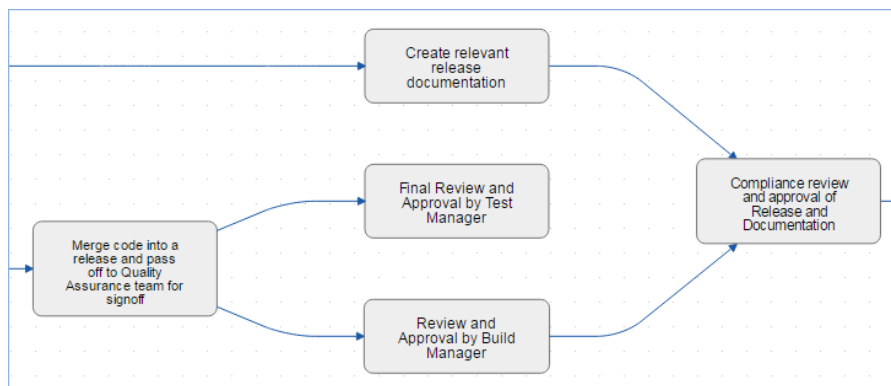 Create relevant
release
documentation
Final Review and
Approval by Test
Manager
Compliance review
and approval of
Release and
Documentation
Merge code into a
release and pass
off to Quality
Assurance team for
signoff
Review and
Approval by Build
Manager